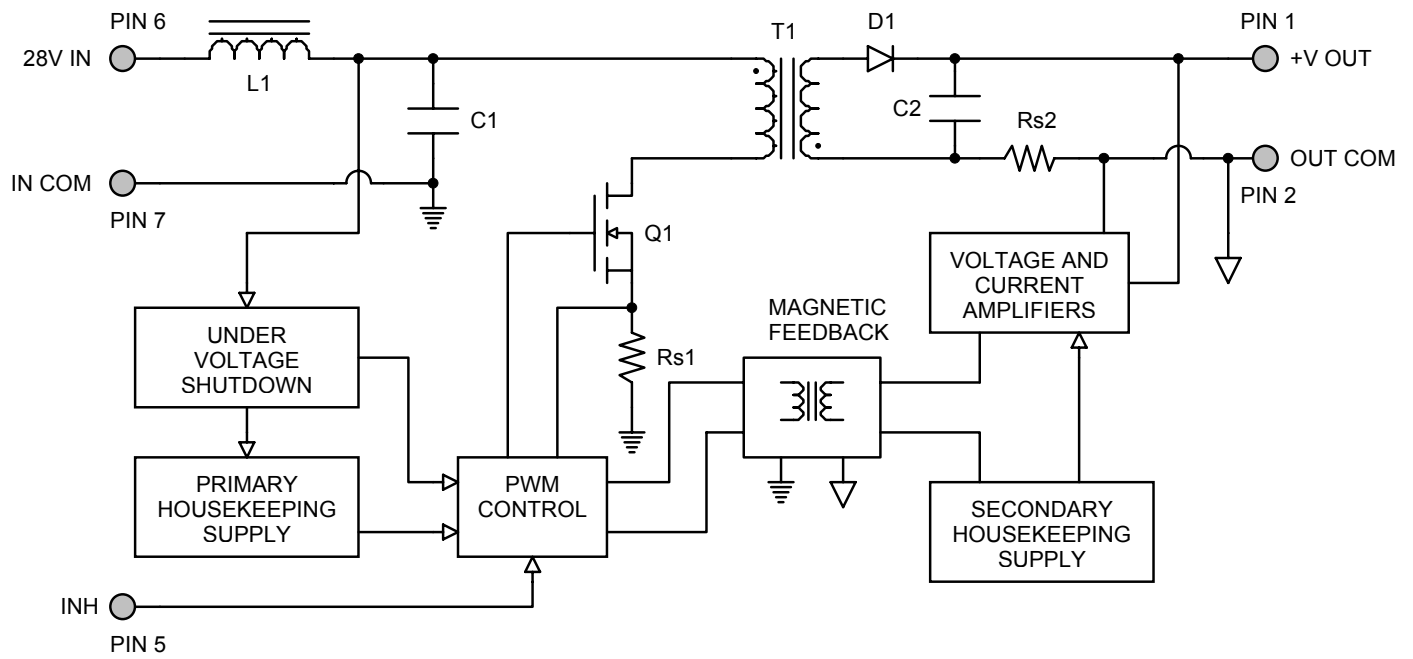 PIN 6
28V IN
L1
C1
IN COM
PIN 7
T1
D1
C2
Rs2
PIN 1
+V OUT
OUT COM
PIN 2
Q1
Rs1
UNDER
VOLTAGE
SHUTDOWN
PRIMARY
HOUSEKEEPING
SUPPLY
PWM
CONTROL
MAGNETIC
FEEDBACK
VOLTAGE AND
CURRENT
AMPLIFIERS
SECONDARY
HOUSEKEEPING
SUPPLY
INH
PIN 5